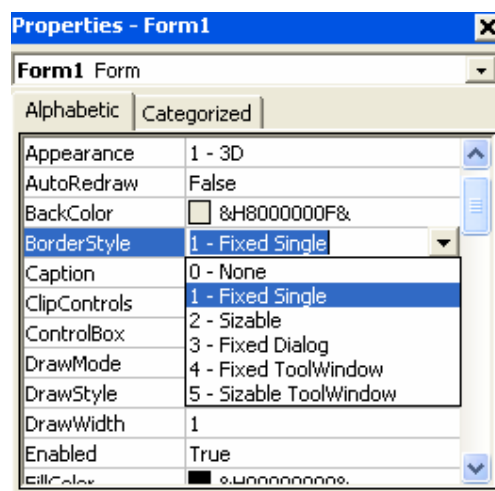 Properties - Form1
Form1 Form
Alphabetic Categorized
Appearance 1 - 3D
AutoRedraw False
BackColor &H8000000F&
BorderStyle 1 - Fixed Single
Caption 0 - None
ClipControls 1 - Fixed Single
2 - Sizable
ControlBox 3 - Fixed Dialog
DrawMode 4 - Fixed ToolWindow
DrawStyle 5 - Sizable ToolWindow
DrawWidth 1
Enabled True
FillColor &H00000000&